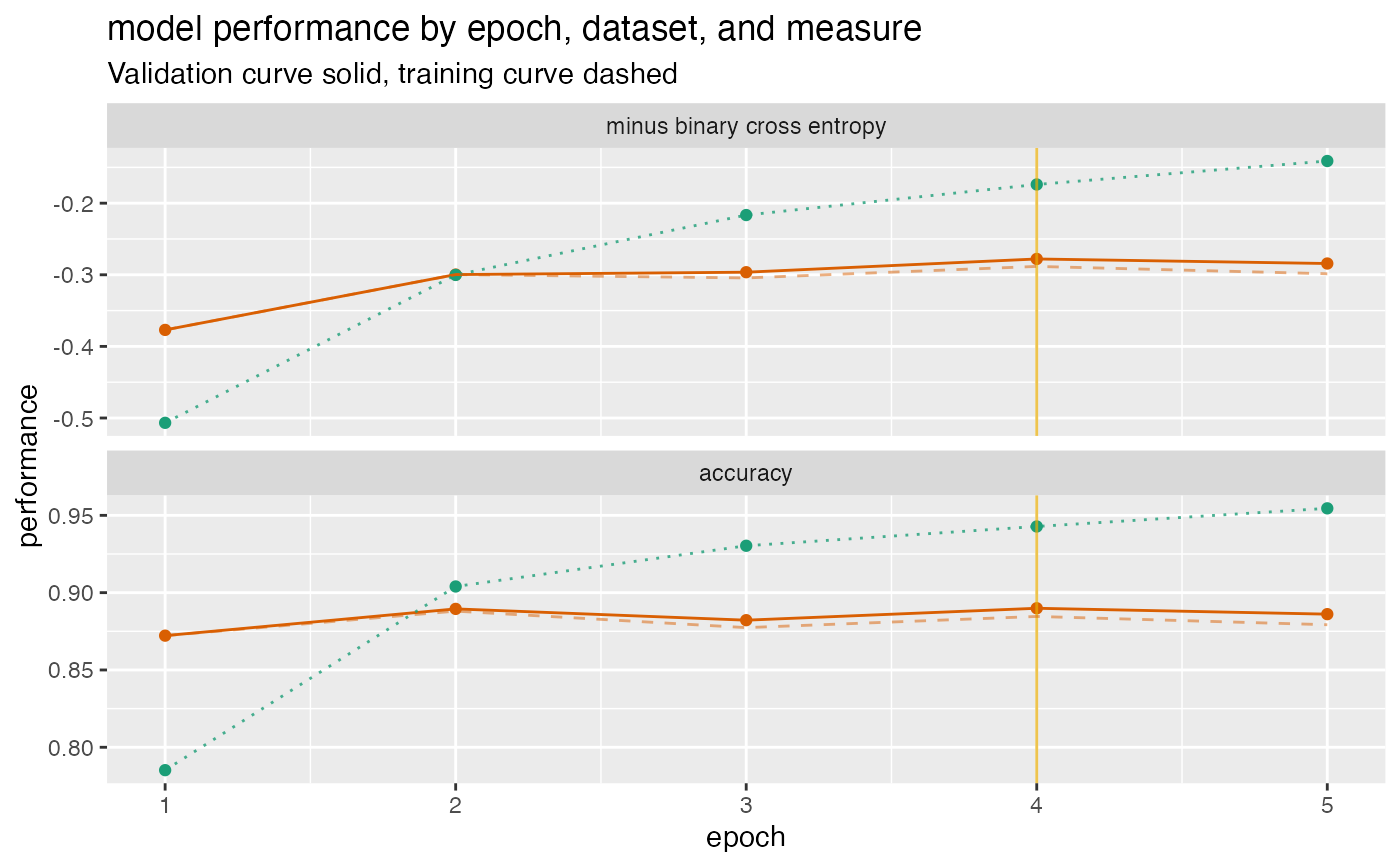 model performance by epoch, dataset, and measure
Validation curve solid, training curve dashed
minus binary cross entropy
-0.2
-0.3
-0.4
-0.5
performance
accuracy
0.95
0.90
0.85
0.80
1 2 3 4 5
epoch